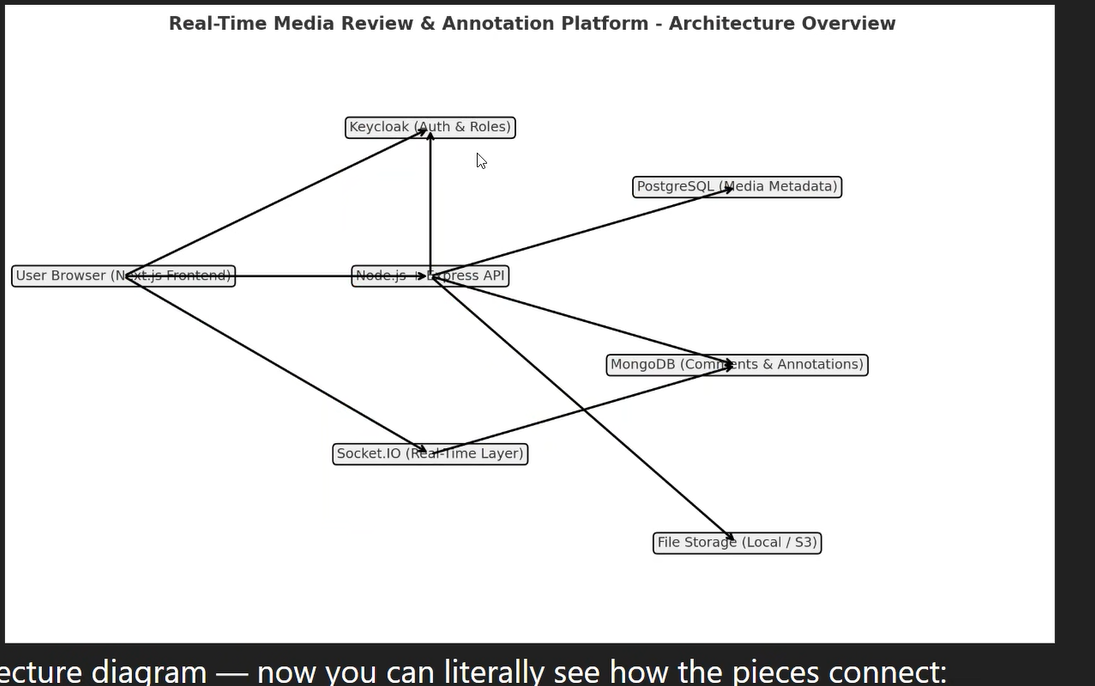 Real-Time Media Review & Annotation Platform - Architecture Overview
Keycloak (Auth & Roles)
PostgreSQL (Media Metadata)
User Browser (Next.js Frontend)
Node.js + Express API
MongoDB (Comments & Annotations)
Socket.IO (Real-Time Layer)
File Storage (Local / S3)
ecture diagram — now you can literally see how the pieces connect: